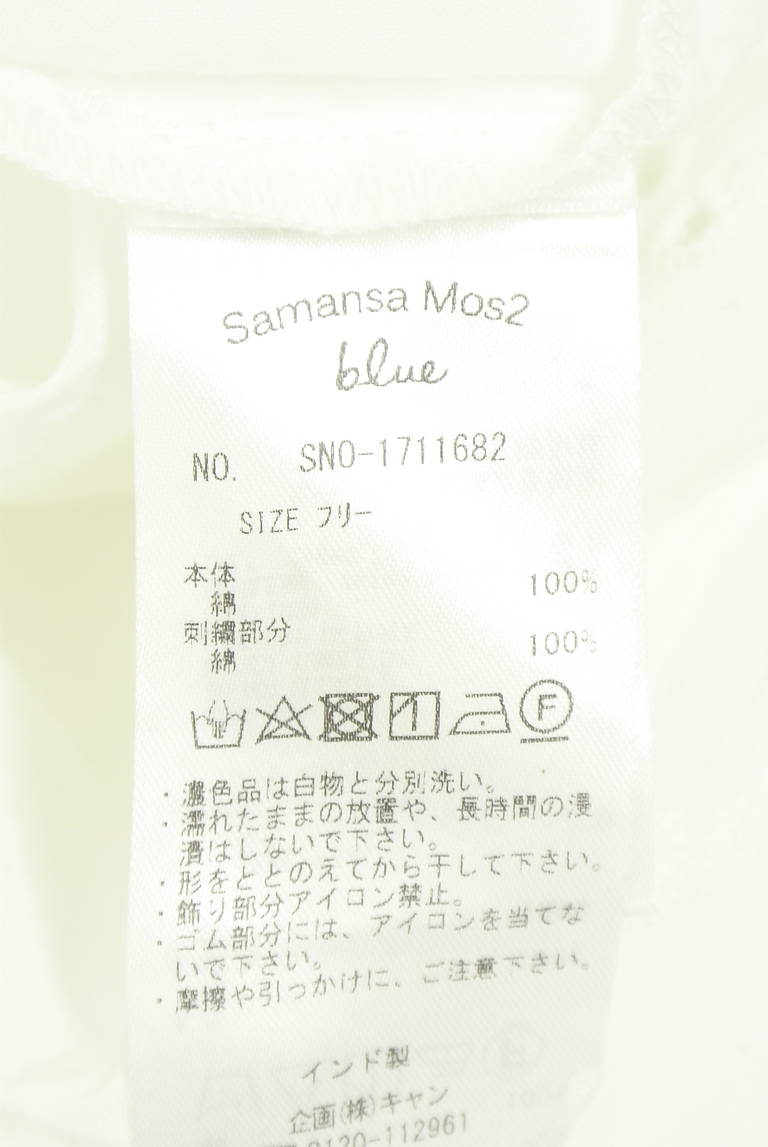 Samansa Mos2
blue
NO. SNO-1711682
SIZE フリー
本体
綿 100%
刺繍部分
綿 100%
F
・濃色品は白物と分別洗い。
・濡れたままの放置や、長時間の浸
漬はしないで下さい。
・形をととのえてから干して下さい。
・飾り部分アイロン禁止。
・ゴム部分には、アイロンを当てな
いで下さい。
・摩擦や引っかけに、ご注意下さい。
インド製
企画(株)キャン
0120-112961